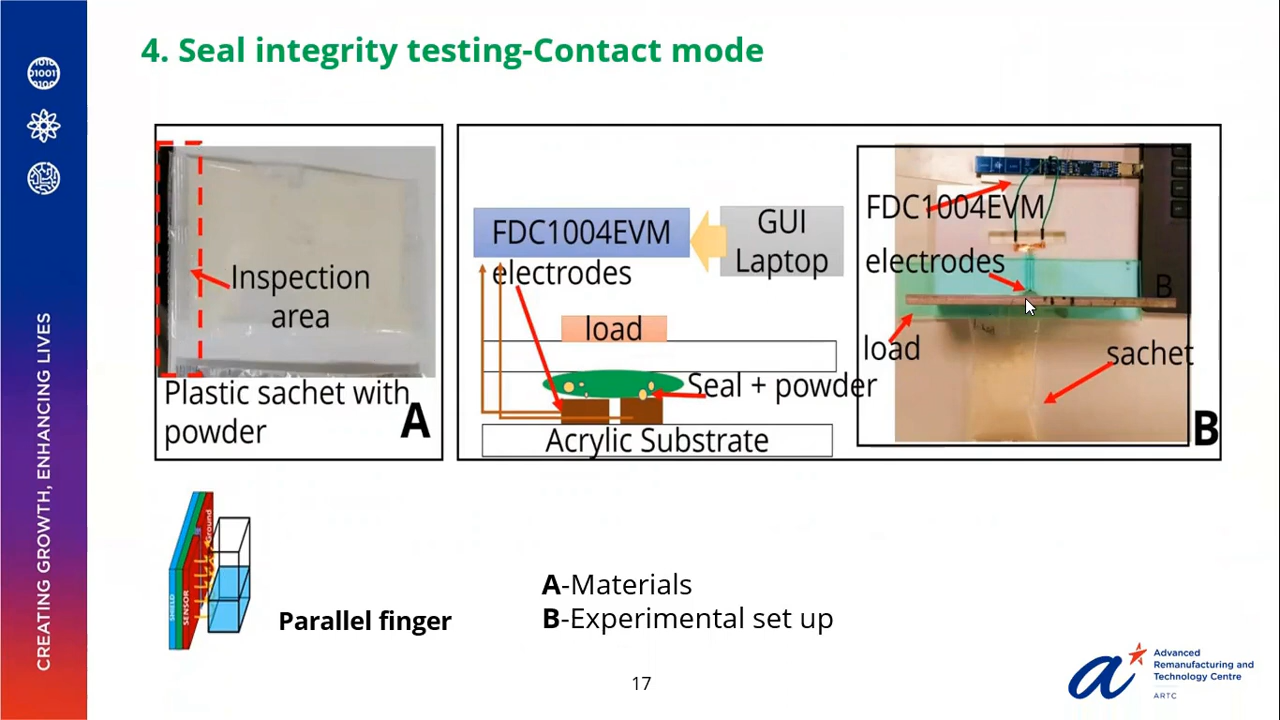 4. Seal integrity testing-Contact mode
Inspection
area
Plastic sachet with
powder
A
FDC1004EVM
GUI
Laptop
electrodes
load
Seal + powder
Acrylic Substrate
FDC1004EVM
electrodes
B
load
sachet
B
SHIELD
SENSOR
Ground
Parallel finger
A-Materials
B-Experimental set up
17
CREATING GROWTH, ENHANCING LIVES
Advanced
Remanufacturing and
Technology Centre
ARTC